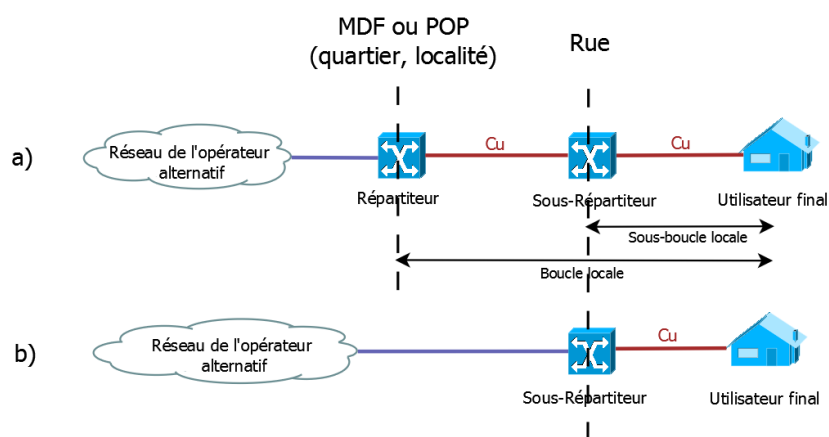 MDF ou POP
(quartier, localité)
Rue
a)
Réseau de l'opérateur
alternatif
Cu
Cu
Répartiteur
Sous-Répartiteur
Utilisateur final
Sous-boucle locale
Boucle locale
b)
Réseau de l'opérateur
alternatif
Cu
Sous-Répartiteur
Utilisateur final